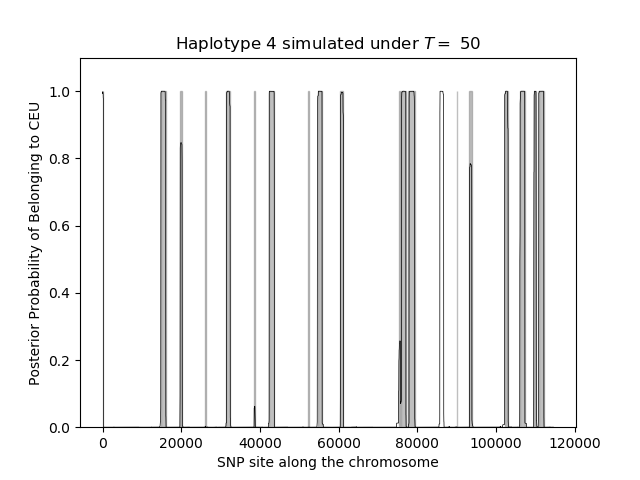 Haplotype 4 simulated under T = 50
Posterior Probability of Belonging to CEU
1.0
0.8
0.6
0.4
0.2
0.0
0 20000 40000 60000 80000 100000 120000
SNP site along the chromosome